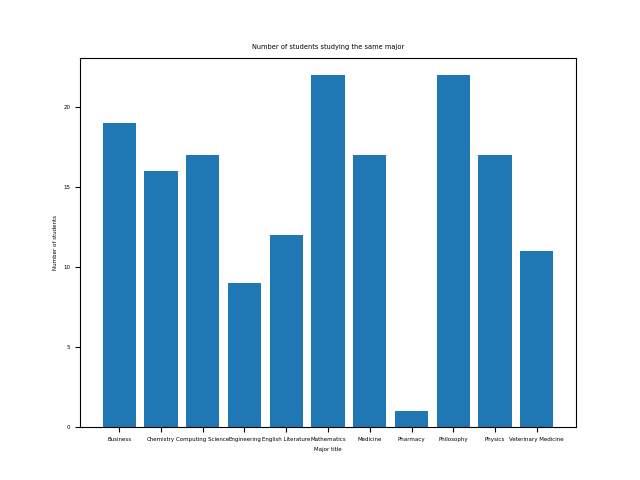 Number of students studying the same major
Number of students
20
15
10
5
0
Business Chemistry Computing Science Engineering English Literature Mathematics Medicine Pharmacy Philosophy Physics Veterinary Medicine
Major title